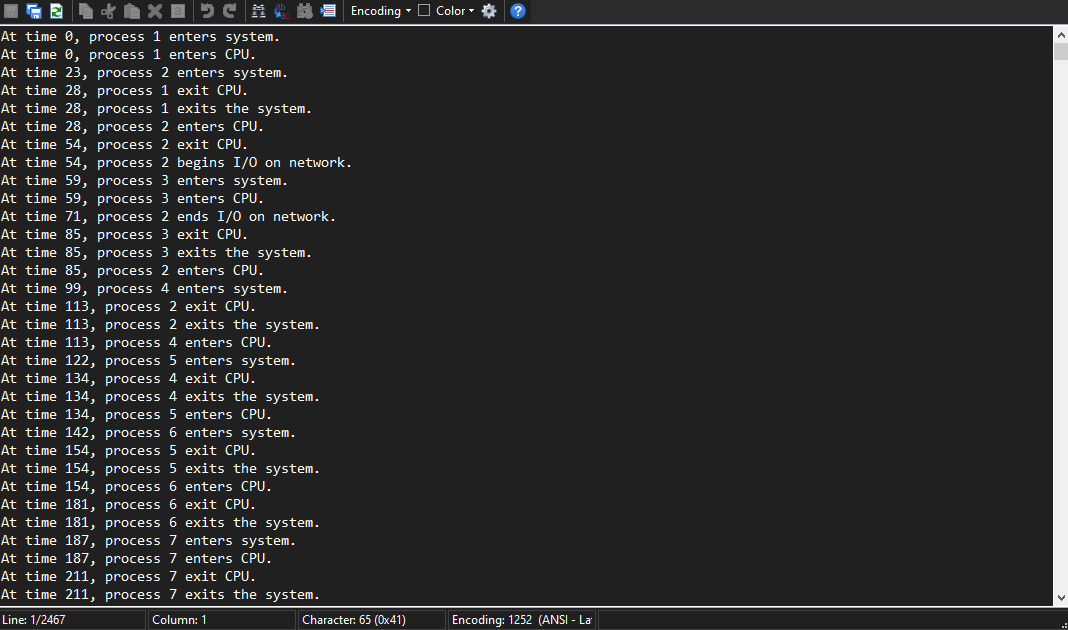 Encoding Color
At time 0, process 1 enters system.
At time 0, process 1 enters CPU.
At time 23, process 2 enters system.
At time 28, process 1 exit CPU.
At time 28, process 1 exits the system.
At time 28, process 2 enters CPU.
At time 54, process 2 exit CPU.
At time 54, process 2 begins I/O on network.
At time 59, process 3 enters system.
At time 59, process 3 enters CPU.
At time 71, process 2 ends I/O on network.
At time 85, process 3 exit CPU.
At time 85, process 3 exits the system.
At time 85, process 2 enters CPU.
At time 99, process 4 enters system.
At time 113, process 2 exit CPU.
At time 113, process 2 exits the system.
At time 113, process 4 enters CPU.
At time 122, process 5 enters system.
At time 134, process 4 exit CPU.
At time 134, process 4 exits the system.
At time 134, process 5 enters CPU.
At time 142, process 6 enters system.
At time 154, process 5 exit CPU.
At time 154, process 5 exits the system.
At time 154, process 6 enters CPU.
At time 181, process 6 exit CPU.
At time 181, process 6 exits the system.
At time 187, process 7 enters system.
At time 187, process 7 enters CPU.
At time 211, process 7 exit CPU.
At time 211, process 7 exits the system.
Line: 1/2467 Column: 1 Character: 65 (0x41) Encoding: 1252 (ANSI - La